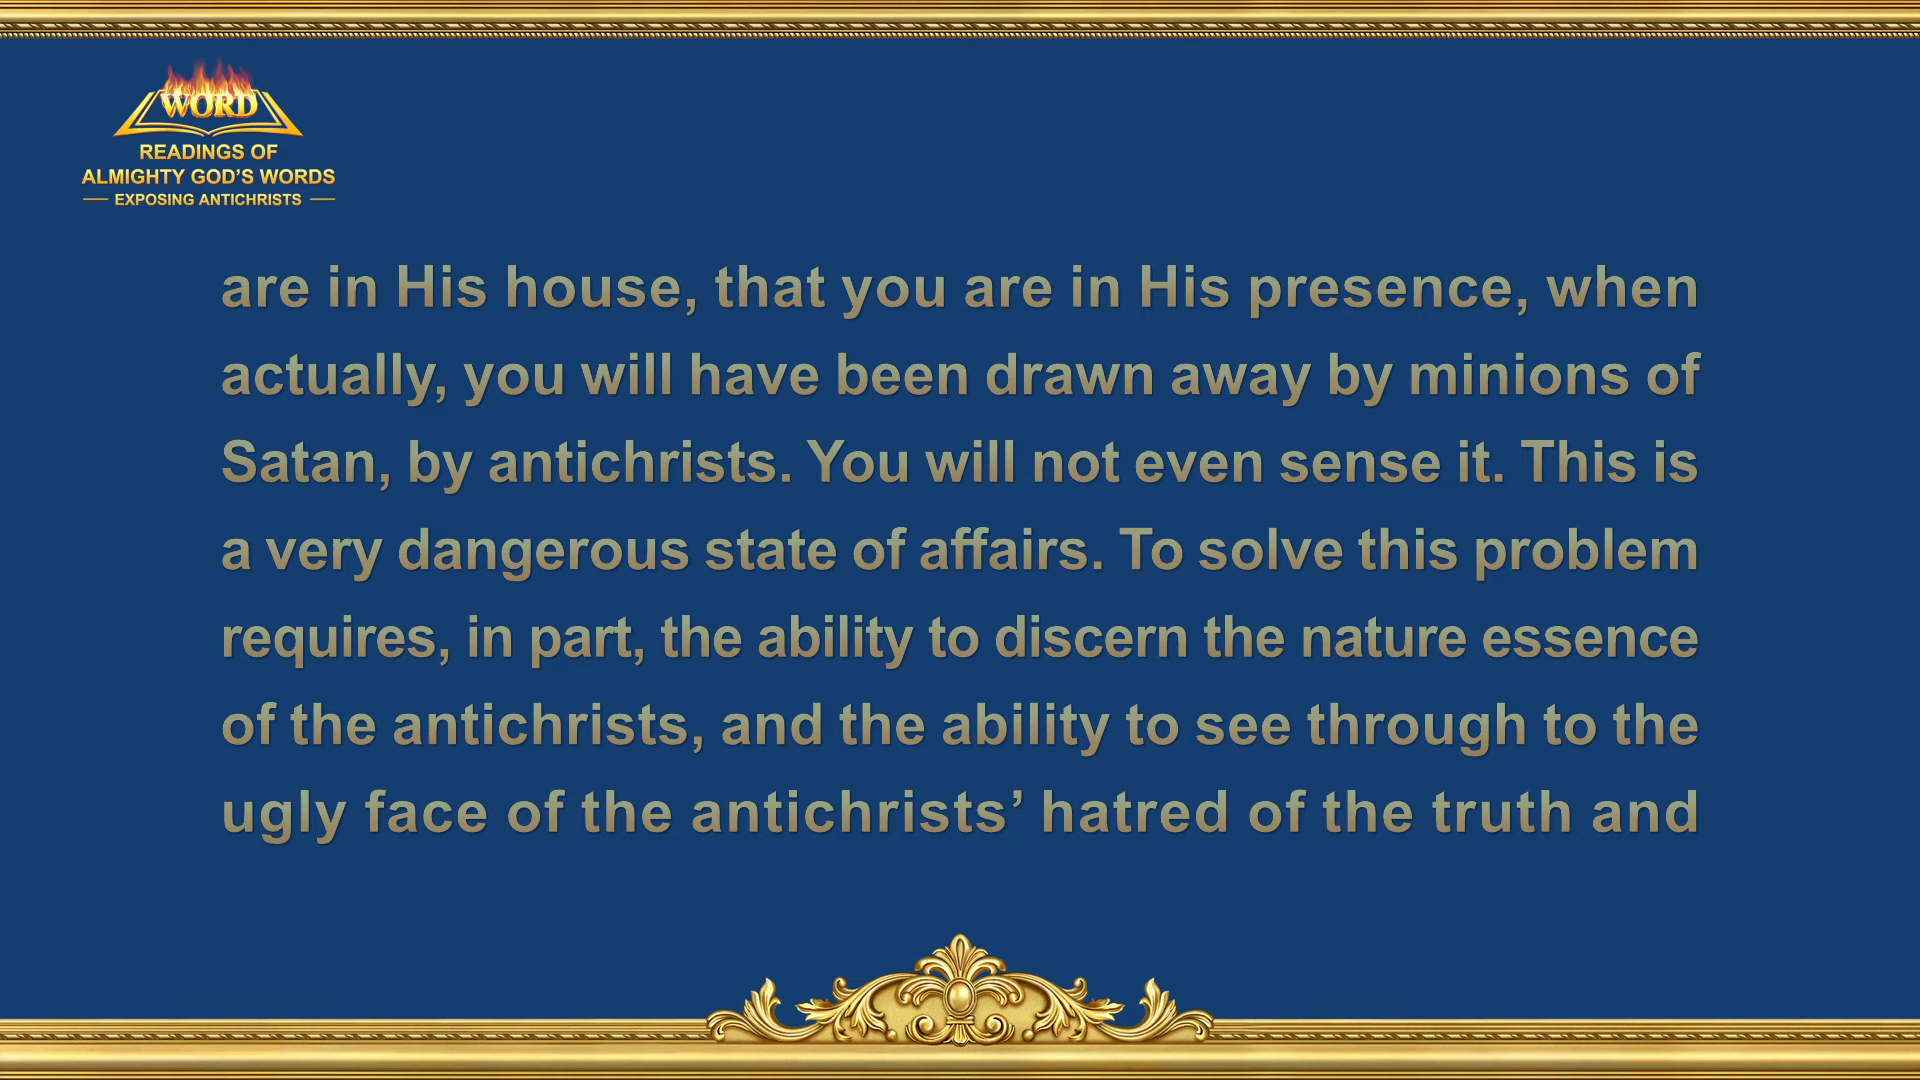 WORD
READINGS OF
ALMIGHTY GOD’S WORDS
EXPOSING ANTICHRISTS
are in His house, that you are in His presence, when
actually, you will have been drawn away by minions of
Satan, by antichrists. You will not even sense it. This is
a very dangerous state of affairs. To solve this problem
requires, in part, the ability to discern the nature essence
of the antichrists, and the ability to see through to the
ugly face of the antichrists’ hatred of the truth and